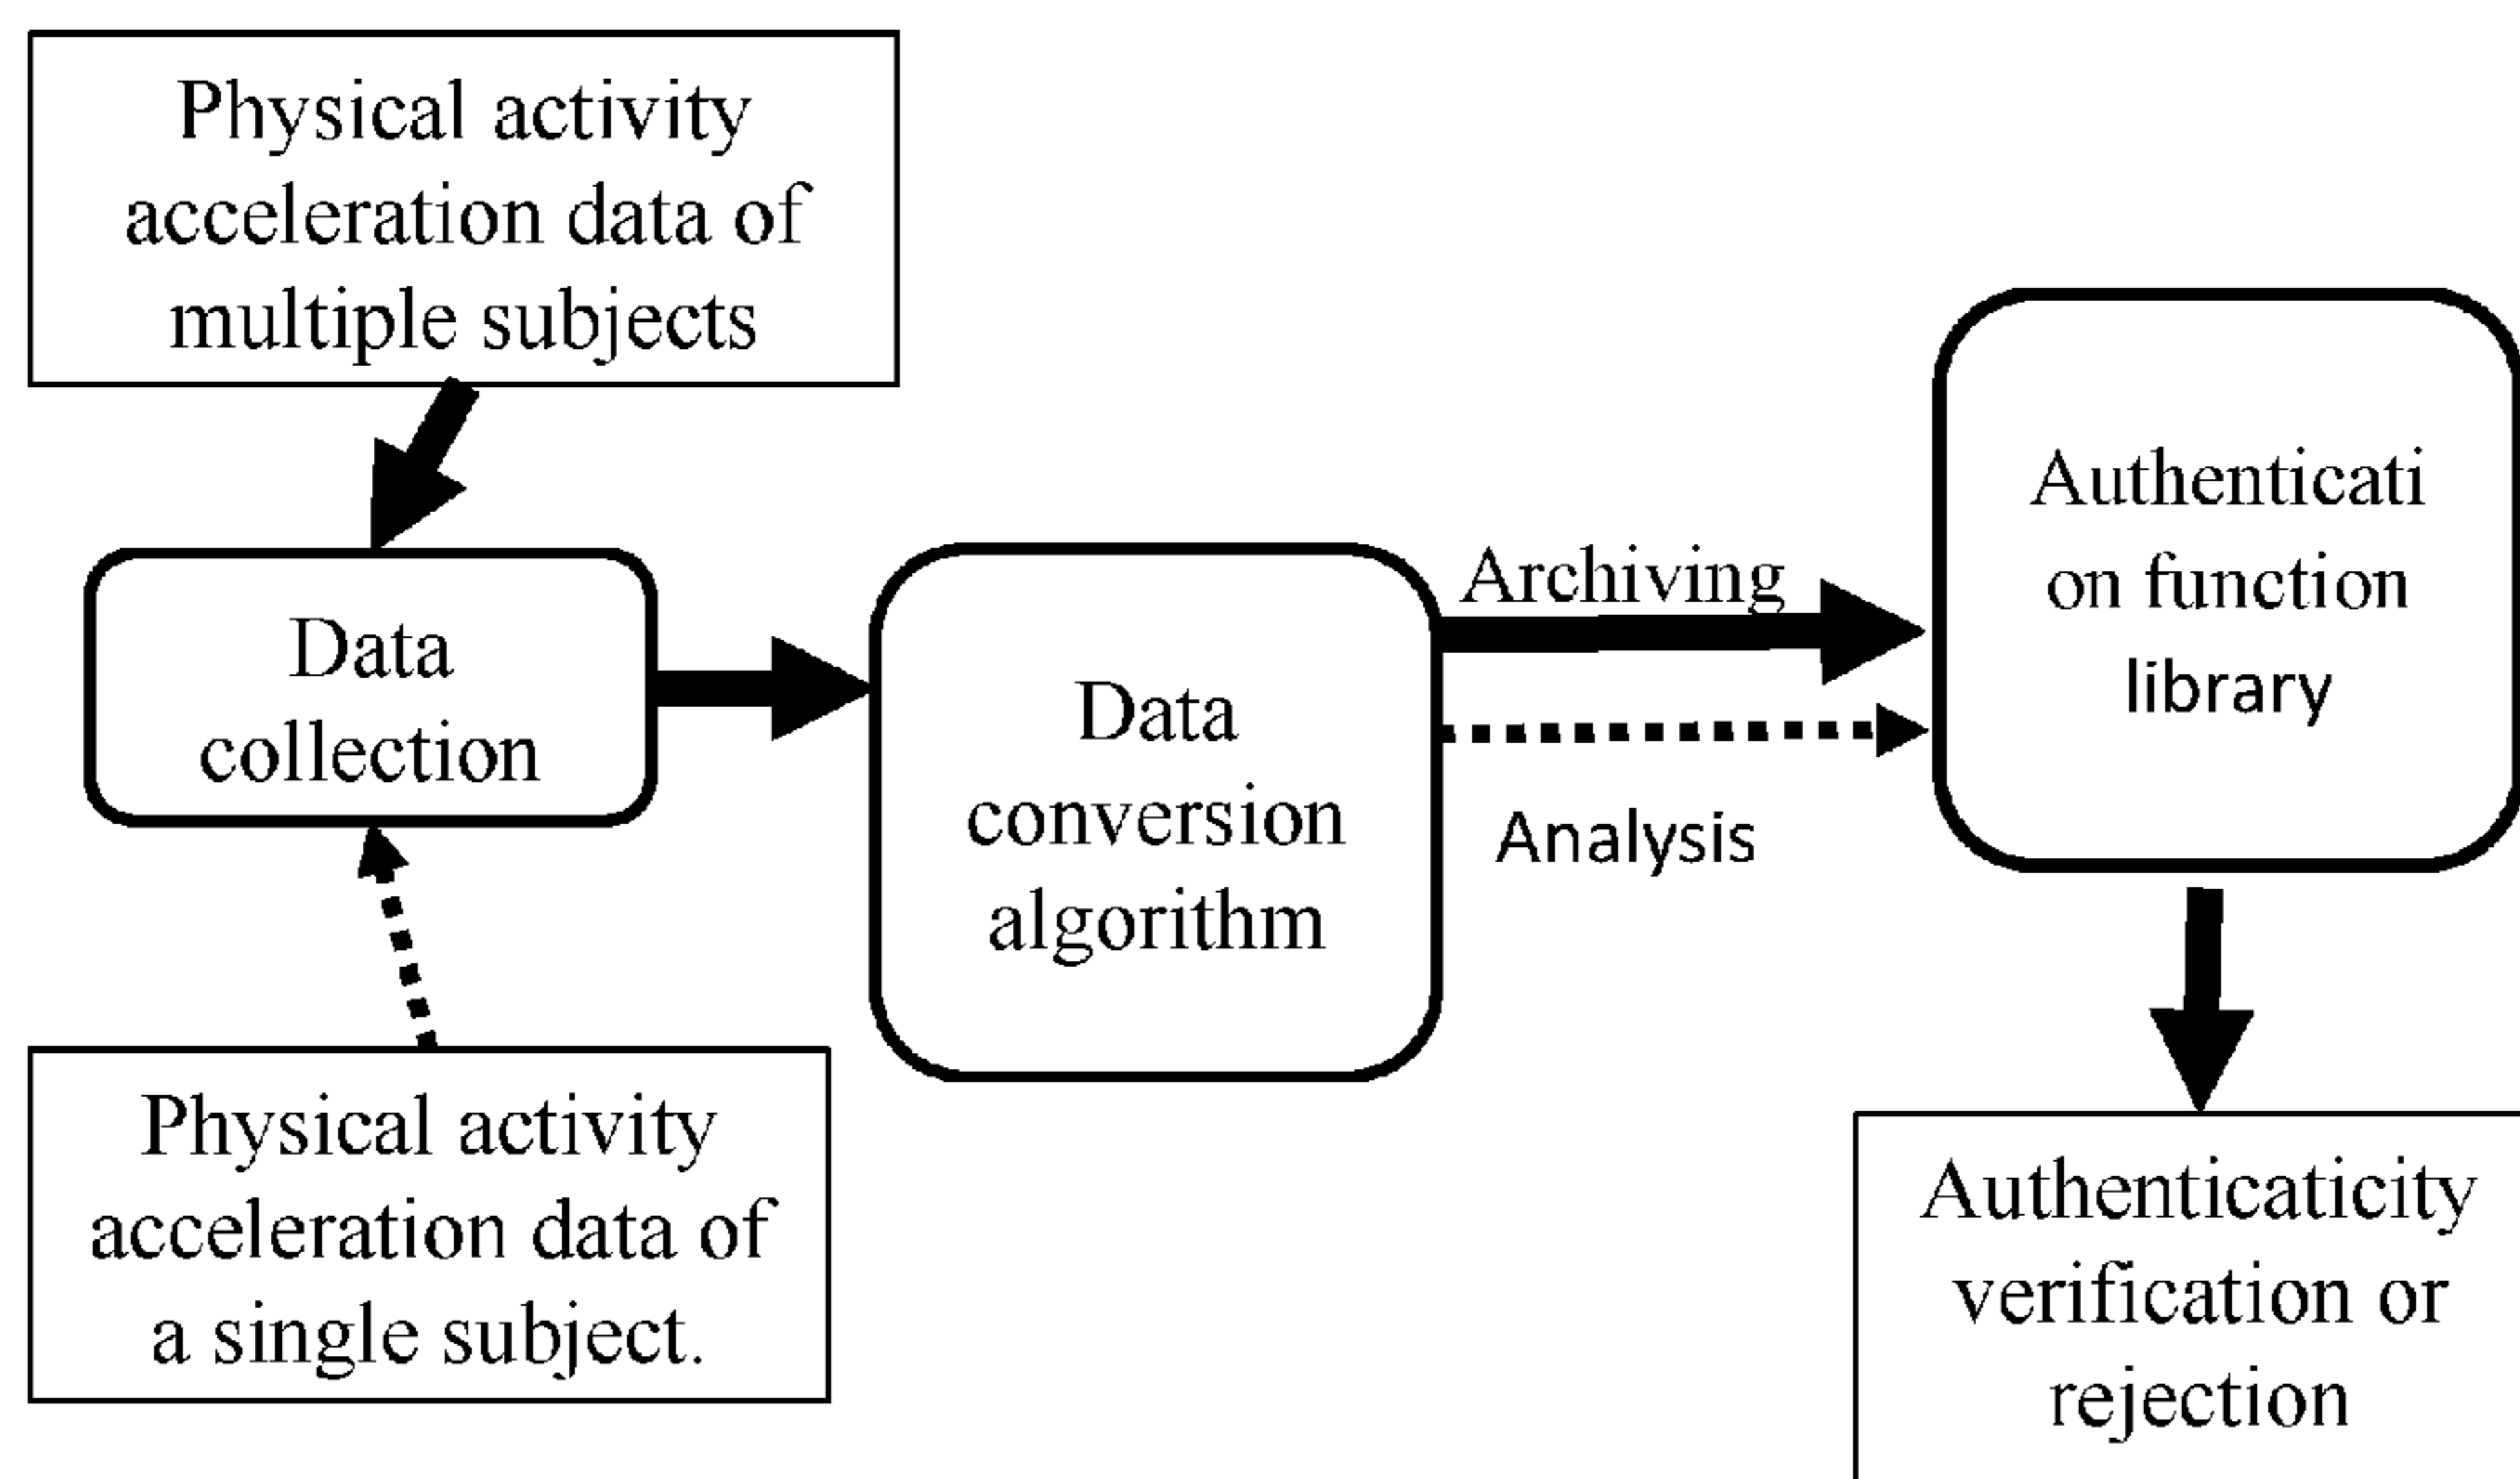 Physical activity
acceleration data of
multiple subjects
Data
collection
Physical activity
acceleration data of
a single subject.
Data
conversion
algorithm
Archiving
Analysis
Authenticati
on function
library
Authenticaticity
verification or
rejection